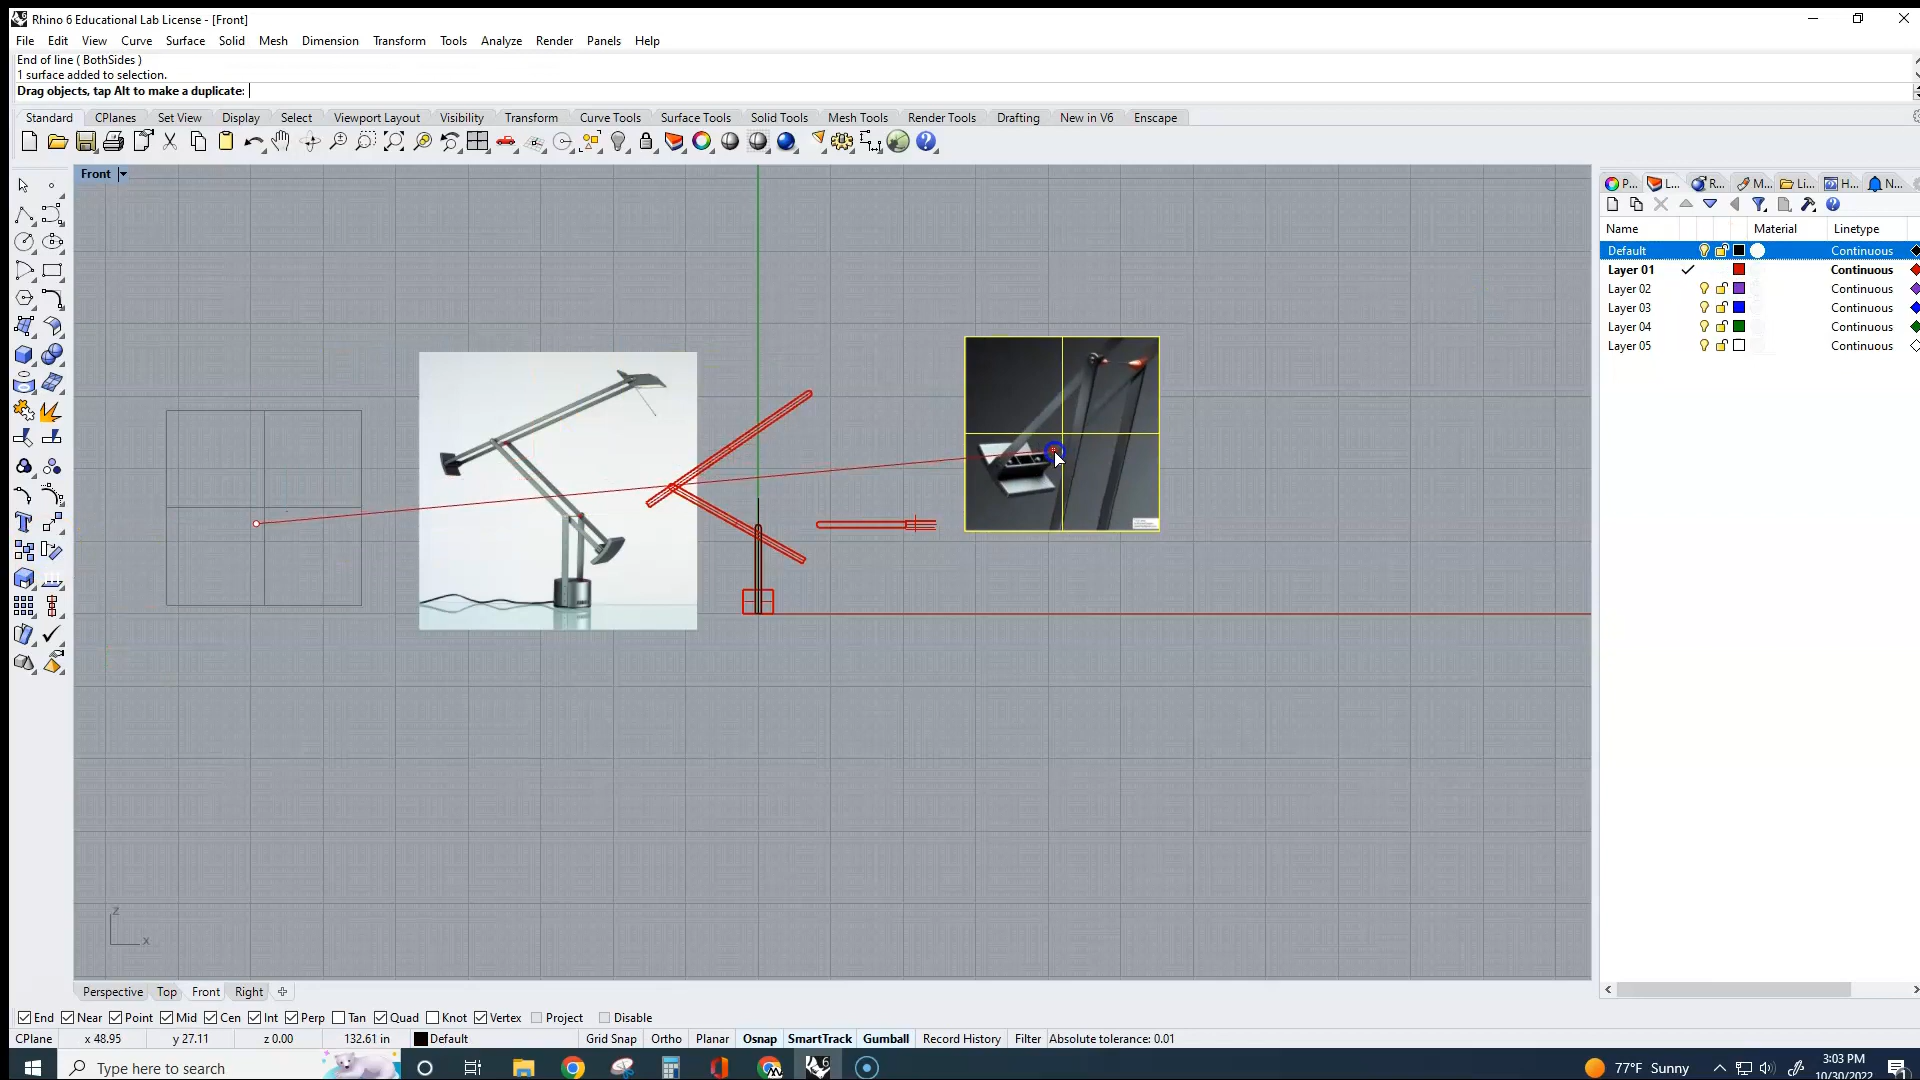 Rhino 6 Educational Lab License - [Front]
File Edit View Curve Surface Solid Mesh Dimension Transform Tools Analyze Render Panels Help
End of line ( BothSides )
1 surface added to selection.
Drag objects, tap Alt to make a duplicate:
Standard CPlanes Set View Display Select Viewport Layout Visibility Transform Curve Tools Surface Tools Solid Tools Mesh Tools Render Tools Drafting New in V6 Enscape
Front
P... L... R... M... Li... H... N...
Name Material Linetype
Default Continuous
Layer 01 Continuous
Layer 02 Continuous
Layer 03 Continuous
Layer 04 Continuous
Layer 05 Continuous
z
x
Perspective Top Front Right
End Near Point Mid Cen Int Perp Tan Quad Knot Vertex Project Disable
CPlane x 48.95 y 27.11 z 0.00 132.61 in Default Grid Snap Ortho Planar Osnap SmartTrack Gumball Record History Filter Absolute tolerance: 0.01
Type here to search
77°F Sunny
3:03 PM
10/30/2022